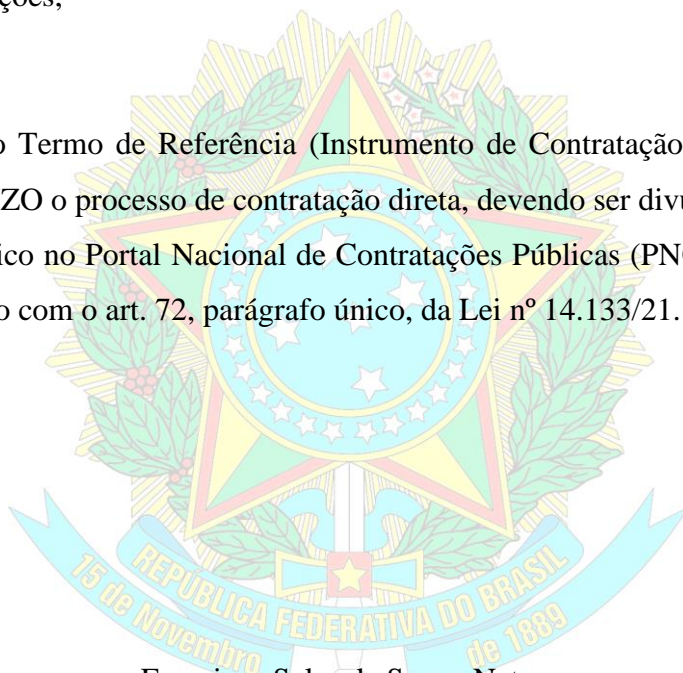 ções;
o Termo de Referência (Instrumento de Contratação
ZO o processo de contratação direta, devendo ser divu
ico no Portal Nacional de Contratações Públicas (PN
o com o art. 72, parágrafo único, da Lei nº 14.133/21.
REPÚBLICA FEDERATIVA DO BRASIL
15 de Novembro de 1889